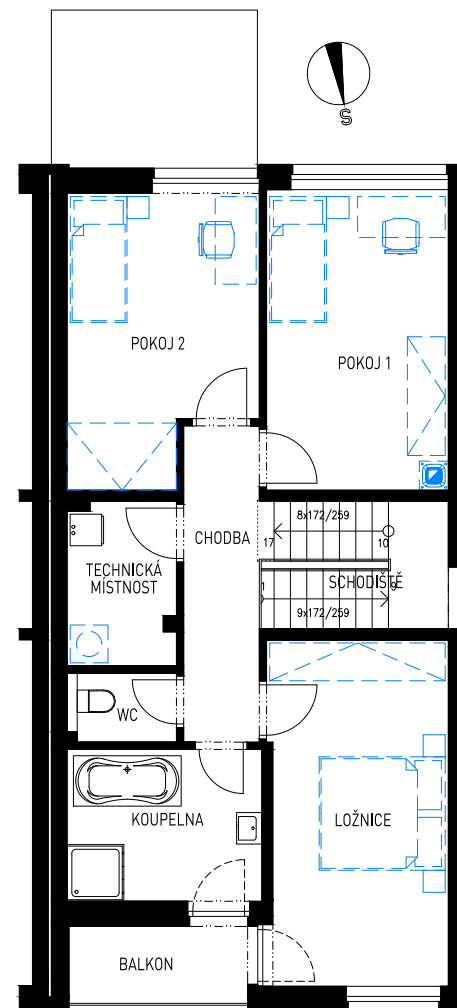 S
POKOJ 2
POKOJ 1
8x172/259
17
10
CHODBA
TECHNICKÁ
MÍSTNOST
SCHODIŠTĚ
1
9
9x172/259
WC
KOUPELNA
LOŽNICE
BALKON